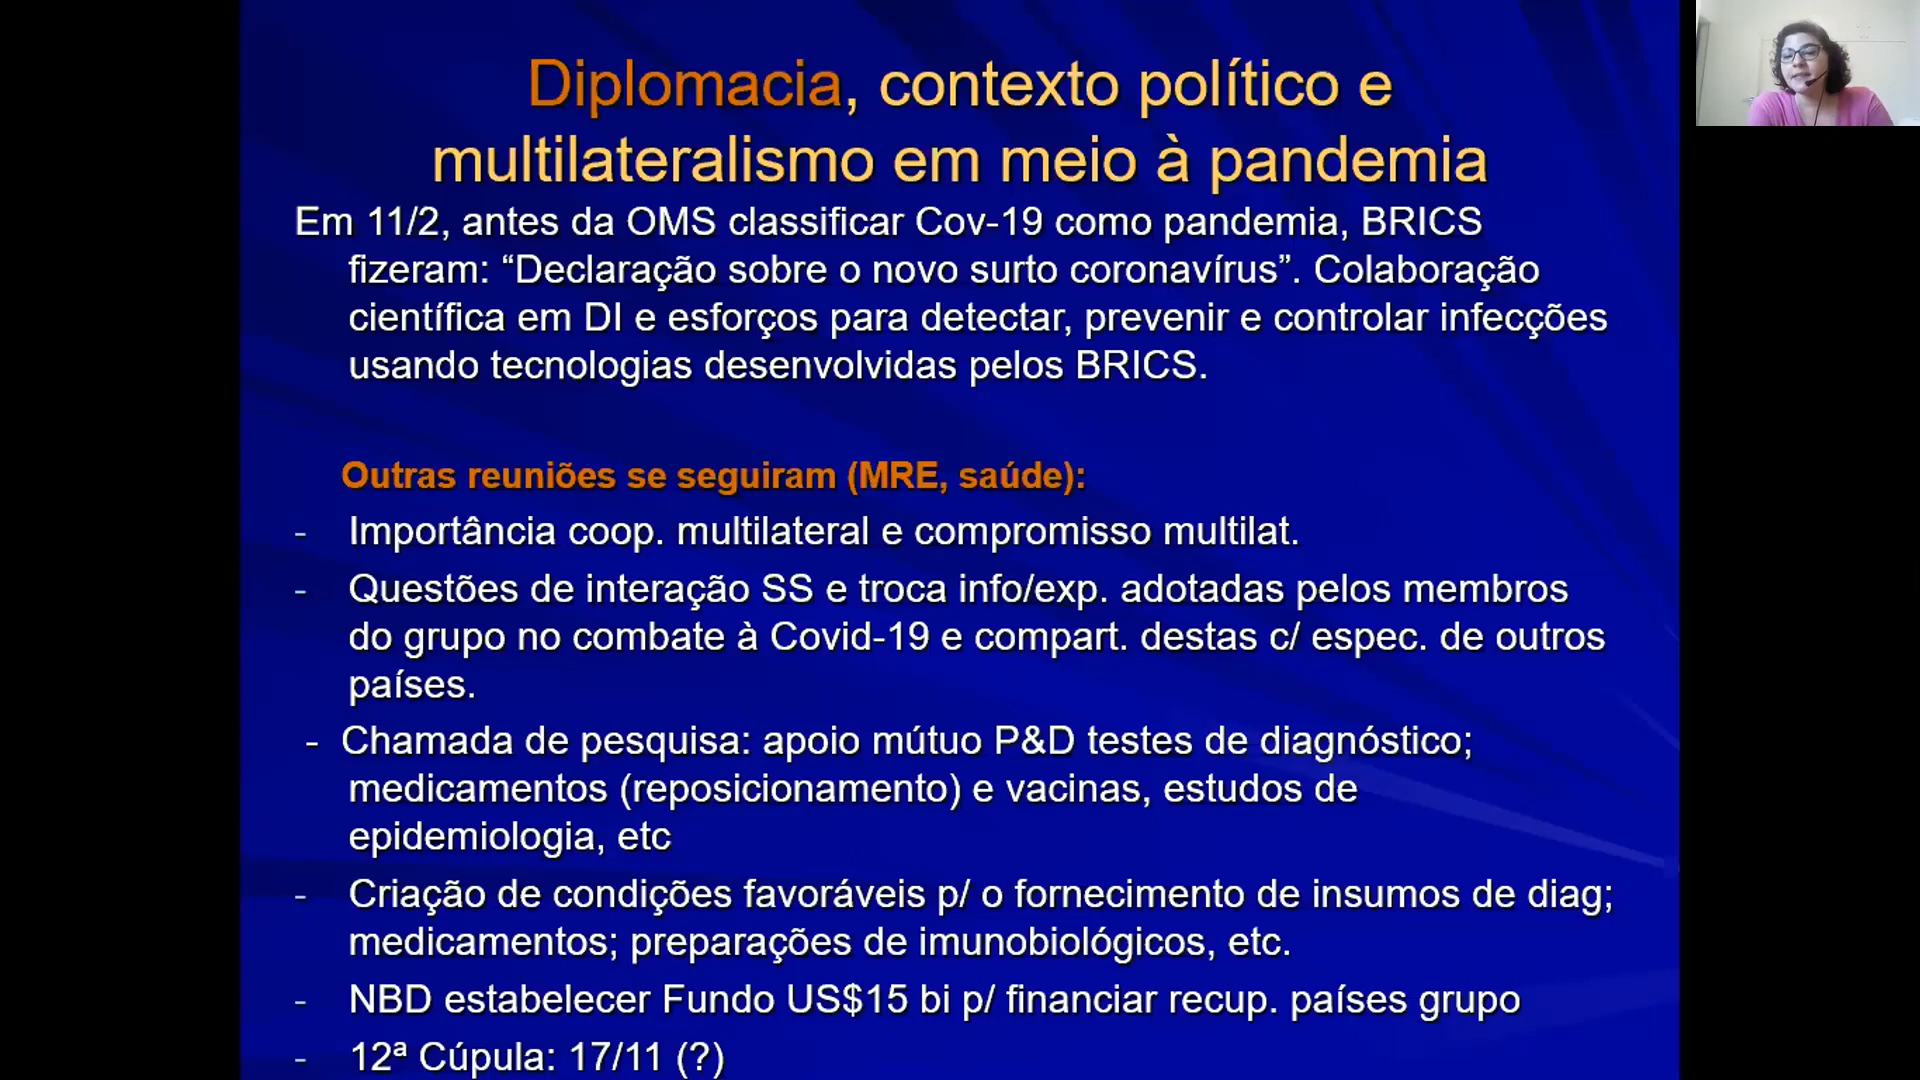 Diplomacia, contexto político e
multilateralismo em meio à pandemia
Em 11/2, antes da OMS classificar Cov-19 como pandemia, BRICS
fizeram: “Declaração sobre o novo surto coronavírus”. Colaboração
científica em DI e esforços para detectar, prevenir e controlar infecções
usando tecnologias desenvolvidas pelos BRICS.
Outras reuniões se seguiram (MRE, saúde):
- Importância coop. multilateral e compromisso multilat.
- Questões de interação SS e troca info/exp. adotadas pelos membros
do grupo no combate à Covid-19 e compart. destas c/ espec. de outros
países.
- Chamada de pesquisa: apoio mútuo P&D testes de diagnóstico;
medicamentos (reposicionamento) e vacinas, estudos de
epidemiologia, etc
- Criação de condições favoráveis p/ o fornecimento de insumos de diag;
medicamentos; preparações de imunobiológicos, etc.
- NBD estabelecer Fundo US$15 bi p/ financiar recup. países grupo
- 12ª Cúpula: 17/11 (?)